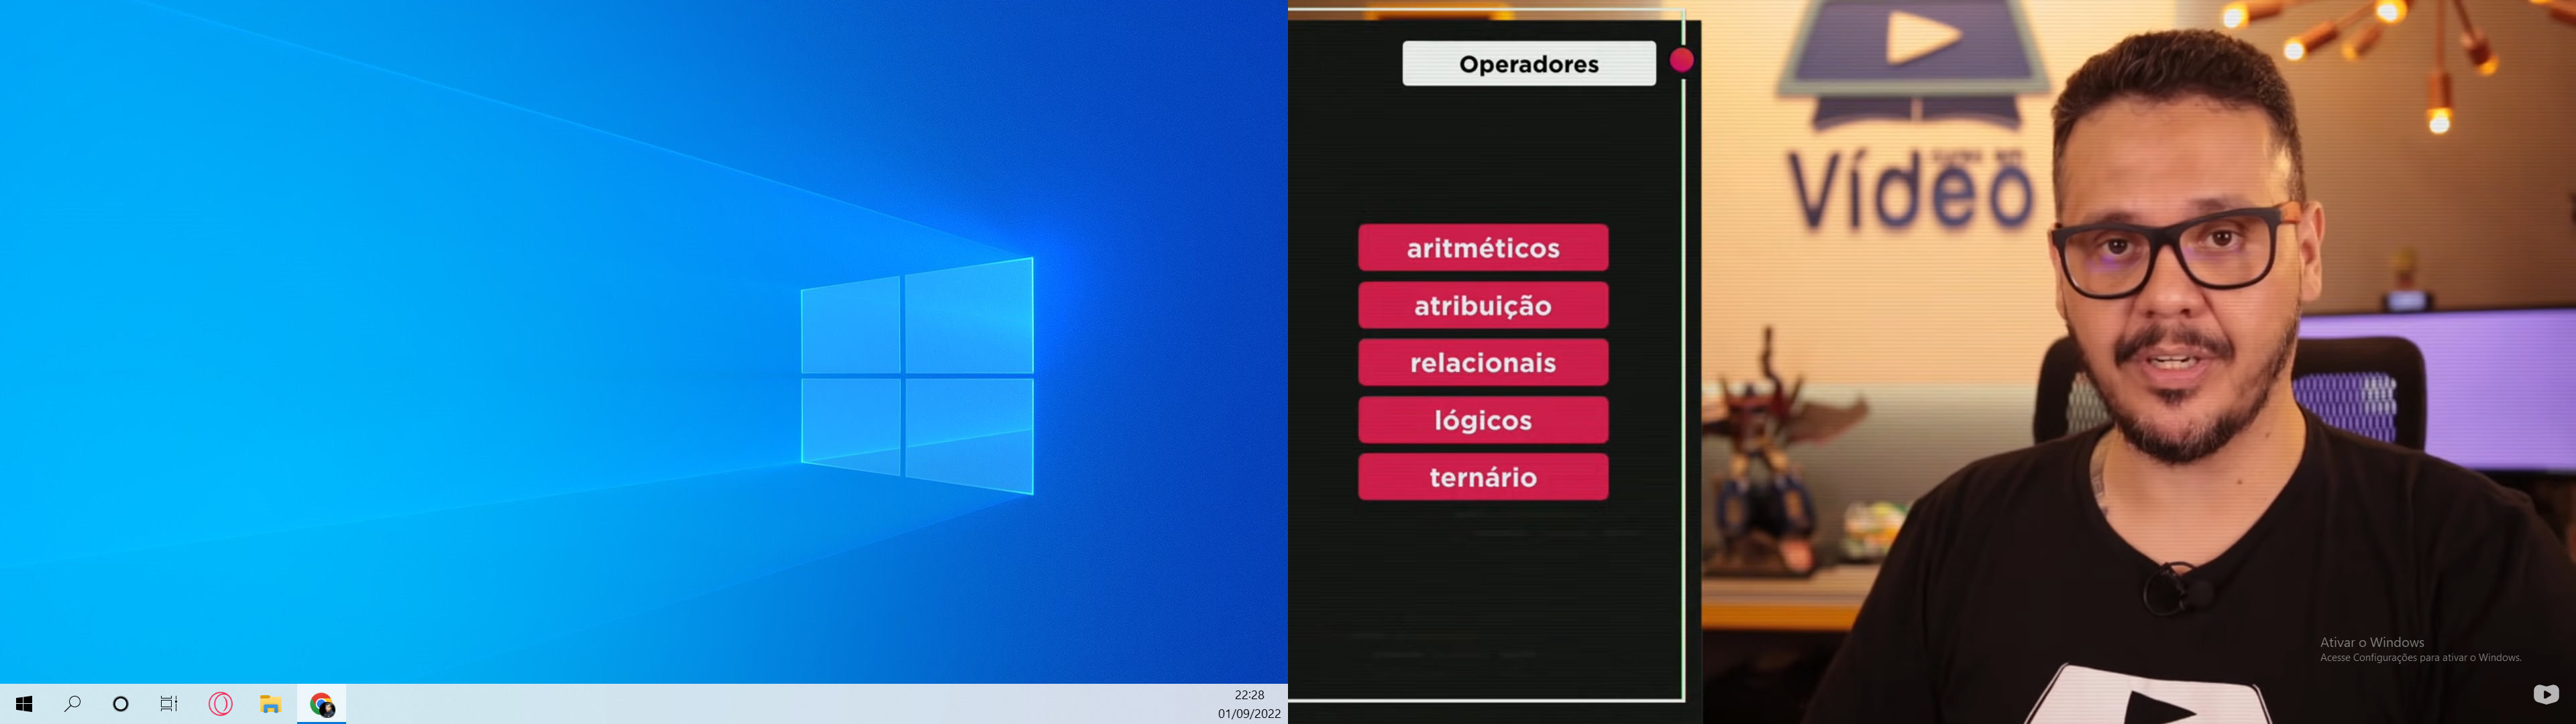 22:28
01/09/2022
Operadores
aritméticos
atribuição
relacionais
lógicos
ternário
Vídeo
Ativar o Windows
Acesse Configurações para ativar o Windows.